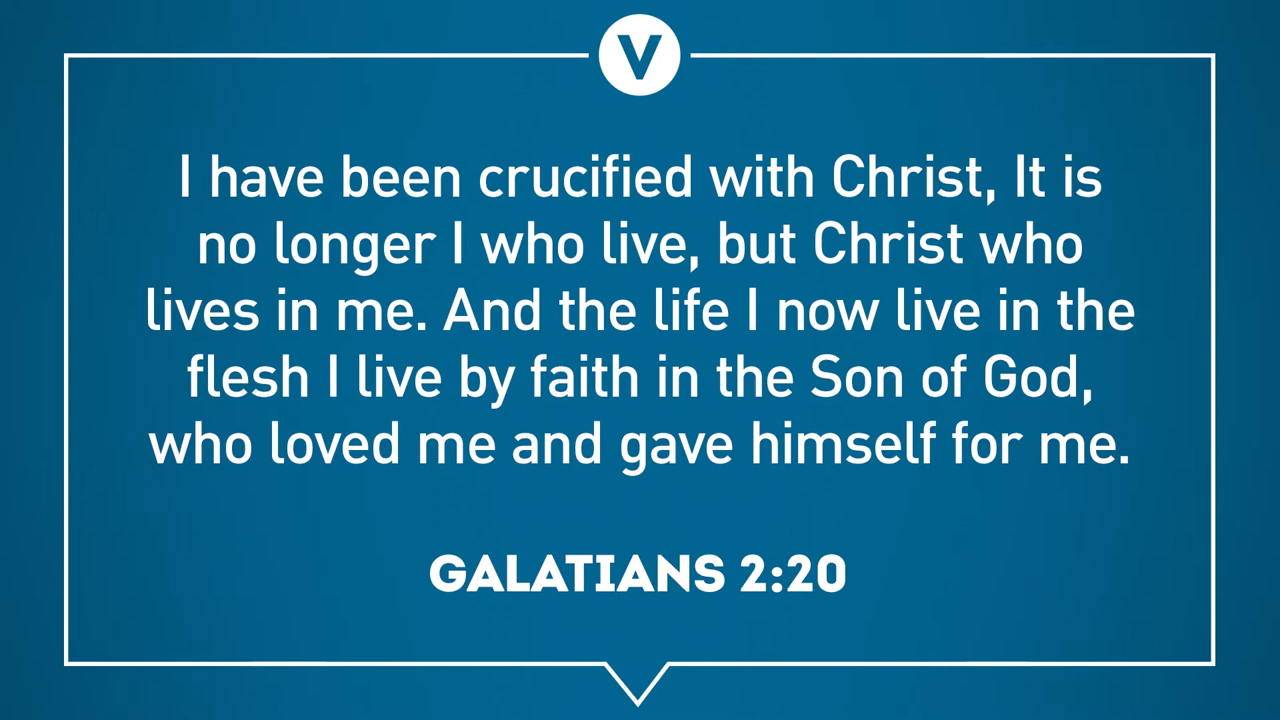 V
I have been crucified with Christ, It is
no longer I who live, but Christ who
lives in me. And the life I now live in the
flesh I live by faith in the Son of God,
who loved me and gave himself for me.
GALATIANS 2:20